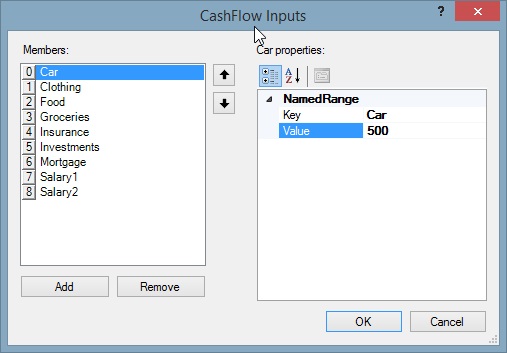 CashFlow Inputs
? ×
Members:
0 Car
1 Clothing
2 Food
3 Groceries
4 Insurance
5 Investments
6 Mortgage
7 Salary1
8 Salary2
Add Remove
Car properties:
A
Z
NamedRange
Key Car
Value 500
OK Cancel